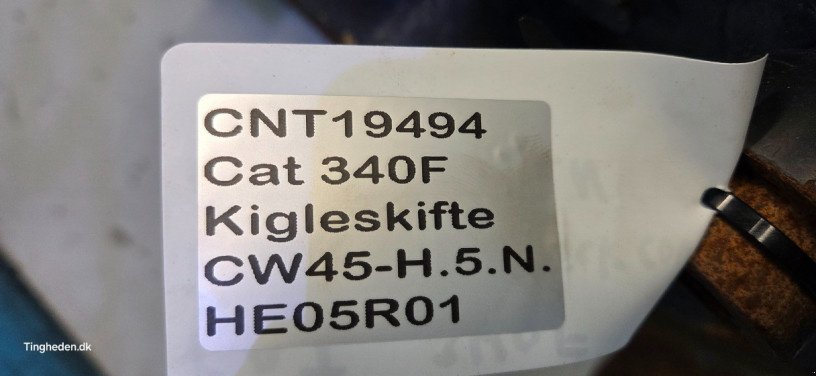 CNT19494
Cat 340F
Kigleskifte
CW45-H.5.N.
HE05R01
Tingheden.dk